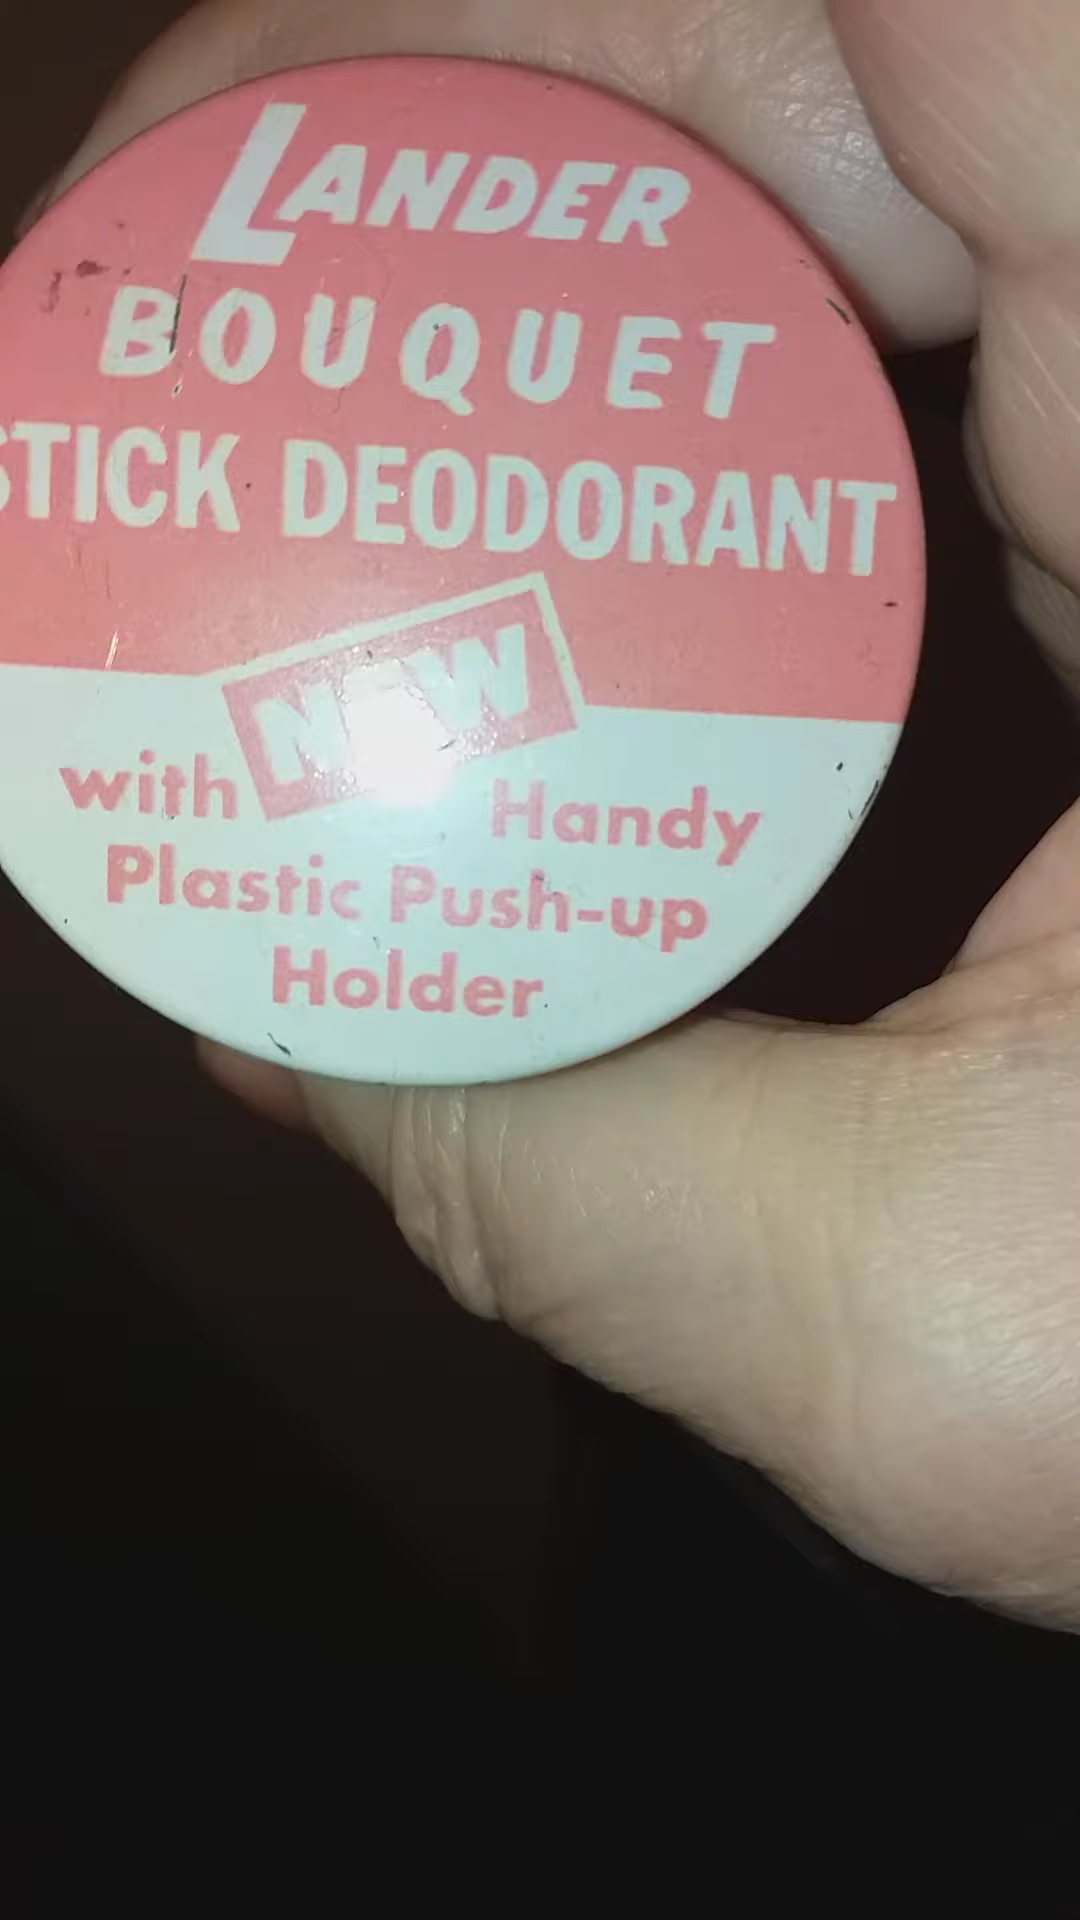 LANDER
BOUQUET
STICK DEODORANT
NEW
with Handy
Plastic Push-up
Holder